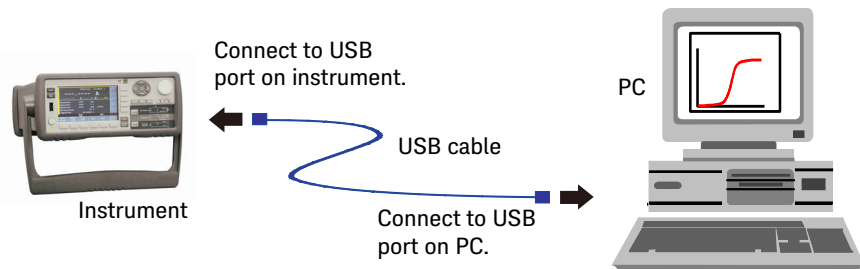 Connect to USB
port on instrument.
PC
USB cable
Instrument
Connect to USB
port on PC.